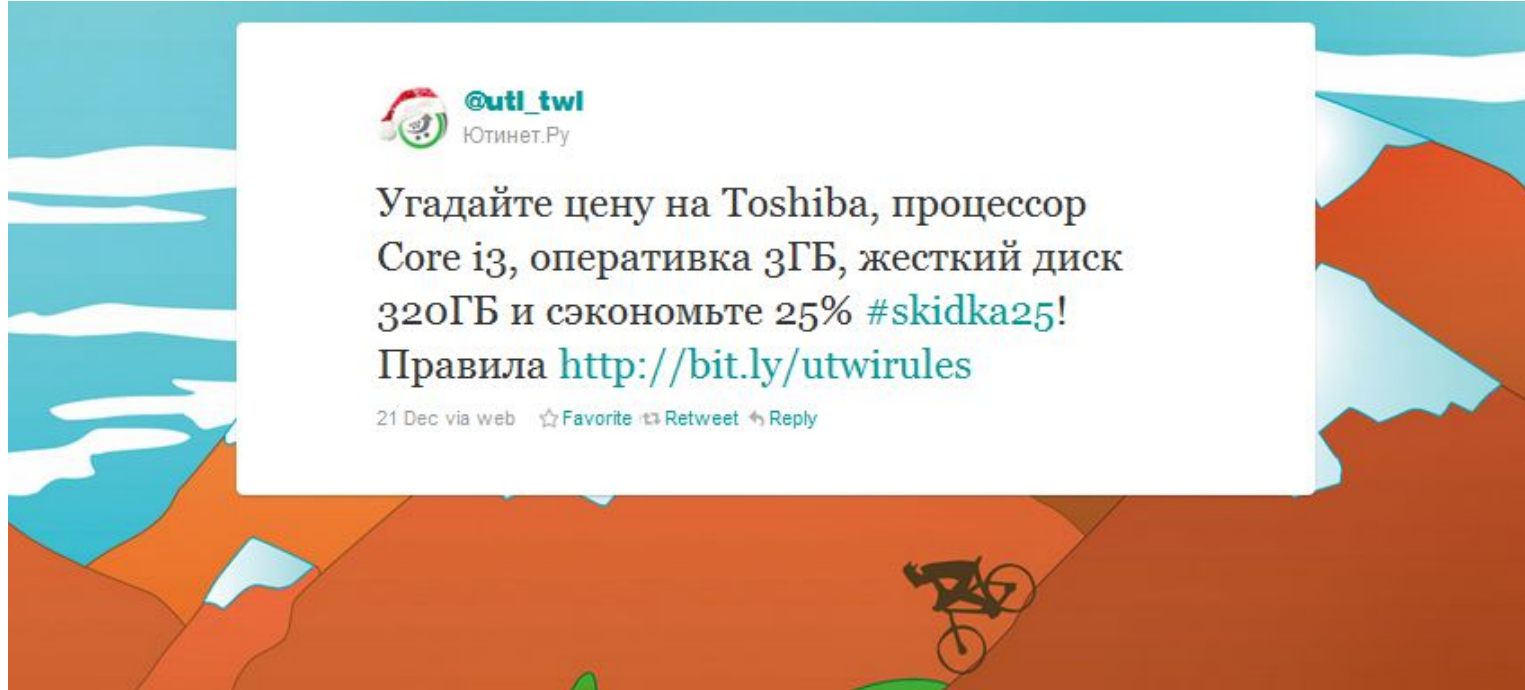 @utl_twl
Ютинет.Ру
Угадайте цену на Toshiba, процессор
Core i3, оперативка 3ГБ, жесткий диск
320ГБ и сэкономьте 25% #skidka25!
Правила http://bit.ly/utwirules
21 Dec via web Favorite Retweet Reply